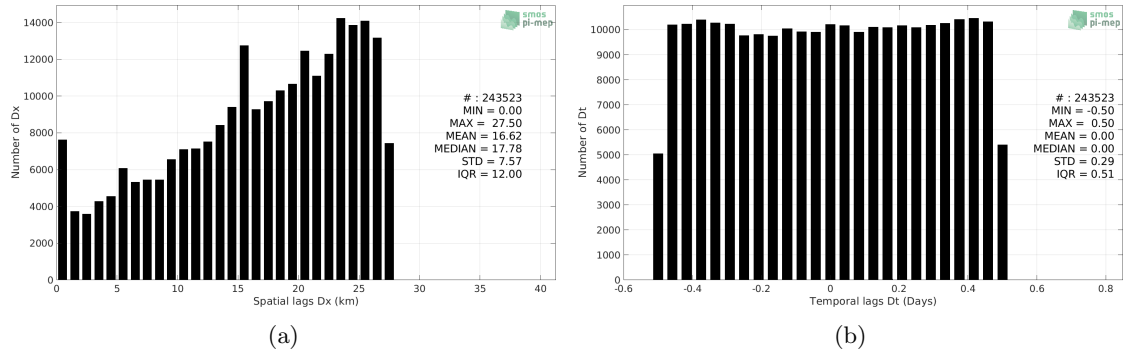 smos
pi-mep
14000
12000
10000
8000
6000
4000
2000
0
Number of Dx
# : 243523
MIN = 0.00
MAX = 27.50
MEAN = 16.62
MEDIAN = 17.78
STD = 7.57
IQR = 12.00
0 5 10 15 20 25 30 35 40
Spatial lags Dx (km)
(a)
smos
pi-mep
10000
9000
8000
7000
6000
5000
4000
3000
2000
1000
0
Number of Dt
# : 243523
MIN = -0.50
MAX = 0.50
MEAN = 0.00
MEDIAN = 0.00
STD = 0.29
IQR = 0.51
-0.6 -0.4 -0.2 0 0.2 0.4 0.6 0.8
Temporal lags Dt (Days)
(b)